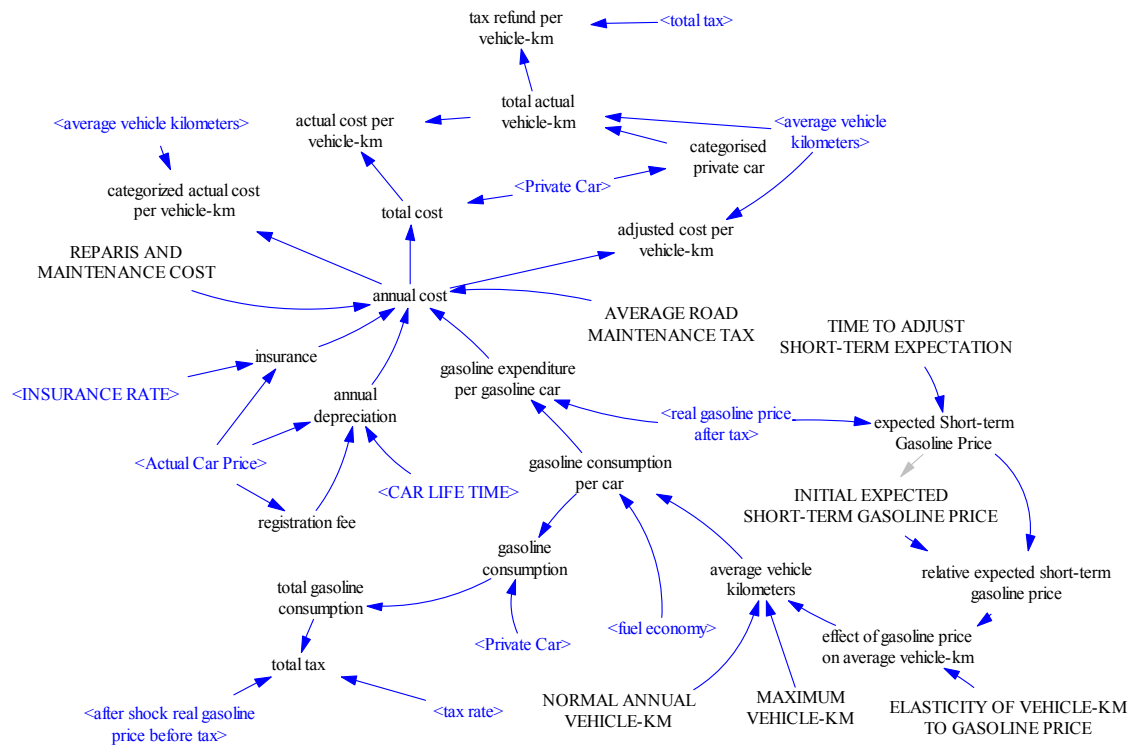 tax refund per
vehicle-km
<total tax>
total actual
vehicle-km
actual cost per
vehicle-km
<average vehicle kilometers>
<average vehicle
kilometers>
categorised
private car
<Private Car>
categorized actual cost
per vehicle-km
total cost
adjusted cost per
vehicle-km
REPARIS AND
MAINTENANCE COST
annual cost
AVERAGE ROAD
MAINTENANCE TAX
TIME TO ADJUST
SHORT-TERM EXPECTATION
insurance
gasoline expenditure
per gasoline car
<INSURANCE RATE>
annual
depreciation
<real gasoline price
after tax>
expected Short-term
Gasoline Price
<Actual Car Price>
gasoline consumption
per car
<CAR LIFE TIME>
INITIAL EXPECTED
SHORT-TERM GASOLINE PRICE
registration fee
gasoline
consumption
average vehicle
kilometers
relative expected short-term
gasoline price
total gasoline
consumption
<Private Car>
<fuel economy>
effect of gasoline price
on average vehicle-km
total tax
NORMAL ANNUAL
VEHICLE-KM
MAXIMUM
VEHICLE-KM
ELASTICITY OF VEHICLE-KM
TO GASOLINE PRICE
<after shock real gasoline
price before tax>
<tax rate>